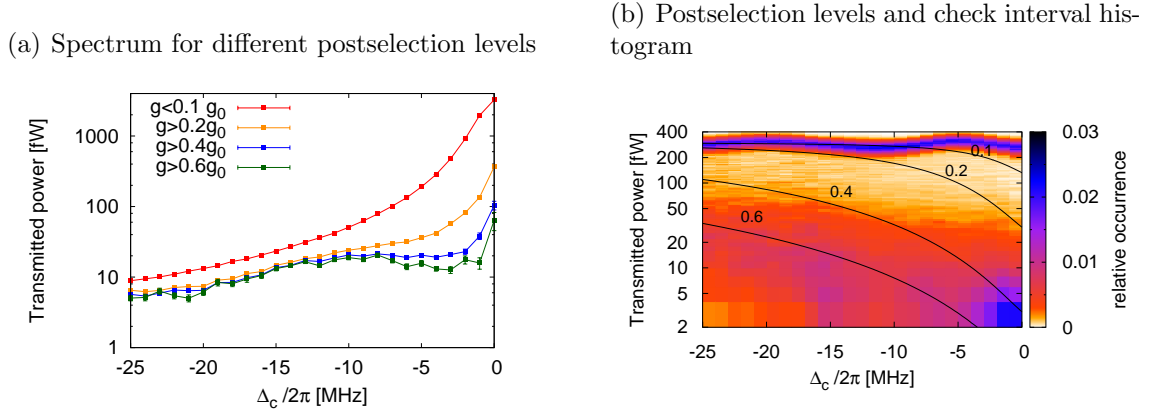 (a) Spectrum for different postselection levels
(b) Postselection levels and check interval his-
togram
Transmitted power [fW]
1000
100
10
1
g<0.1 g₀
g>0.2g₀
g>0.4g₀
g>0.6g₀
-25 -20 -15 -10 -5 0
Δc/2π [MHz]
Transmitted power [fW]
400
200
100
50
20
10
5
2
0.1
0.2
0.4
0.6
-25 -20 -15 -10 -5 0
Δc/2π [MHz]
0.03
0.02
0.01
0
relative occurrence